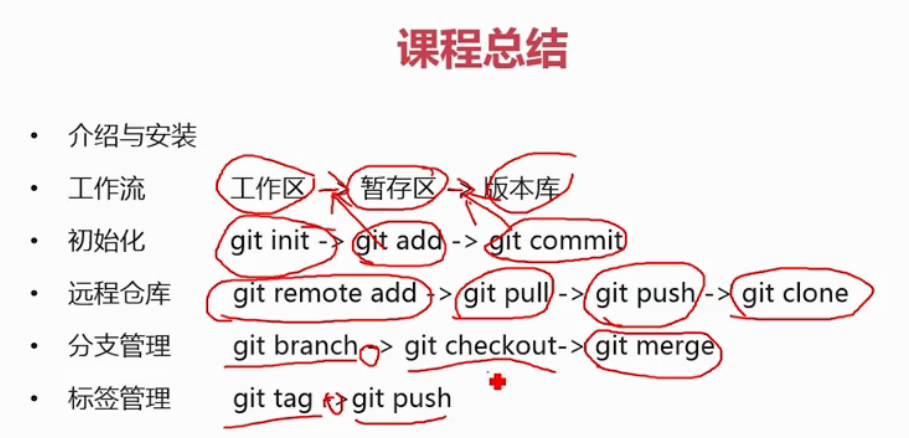 课程总结
• 介绍与安装
• 工作流 工作区 -> 暂存区 -> 版本库
• 初始化 git init -> git add -> git commit
• 远程仓库 git remote add -> git pull -> git push -> git clone
• 分支管理 git branch -> git checkout-> git merge
• 标签管理 git tag -> git push